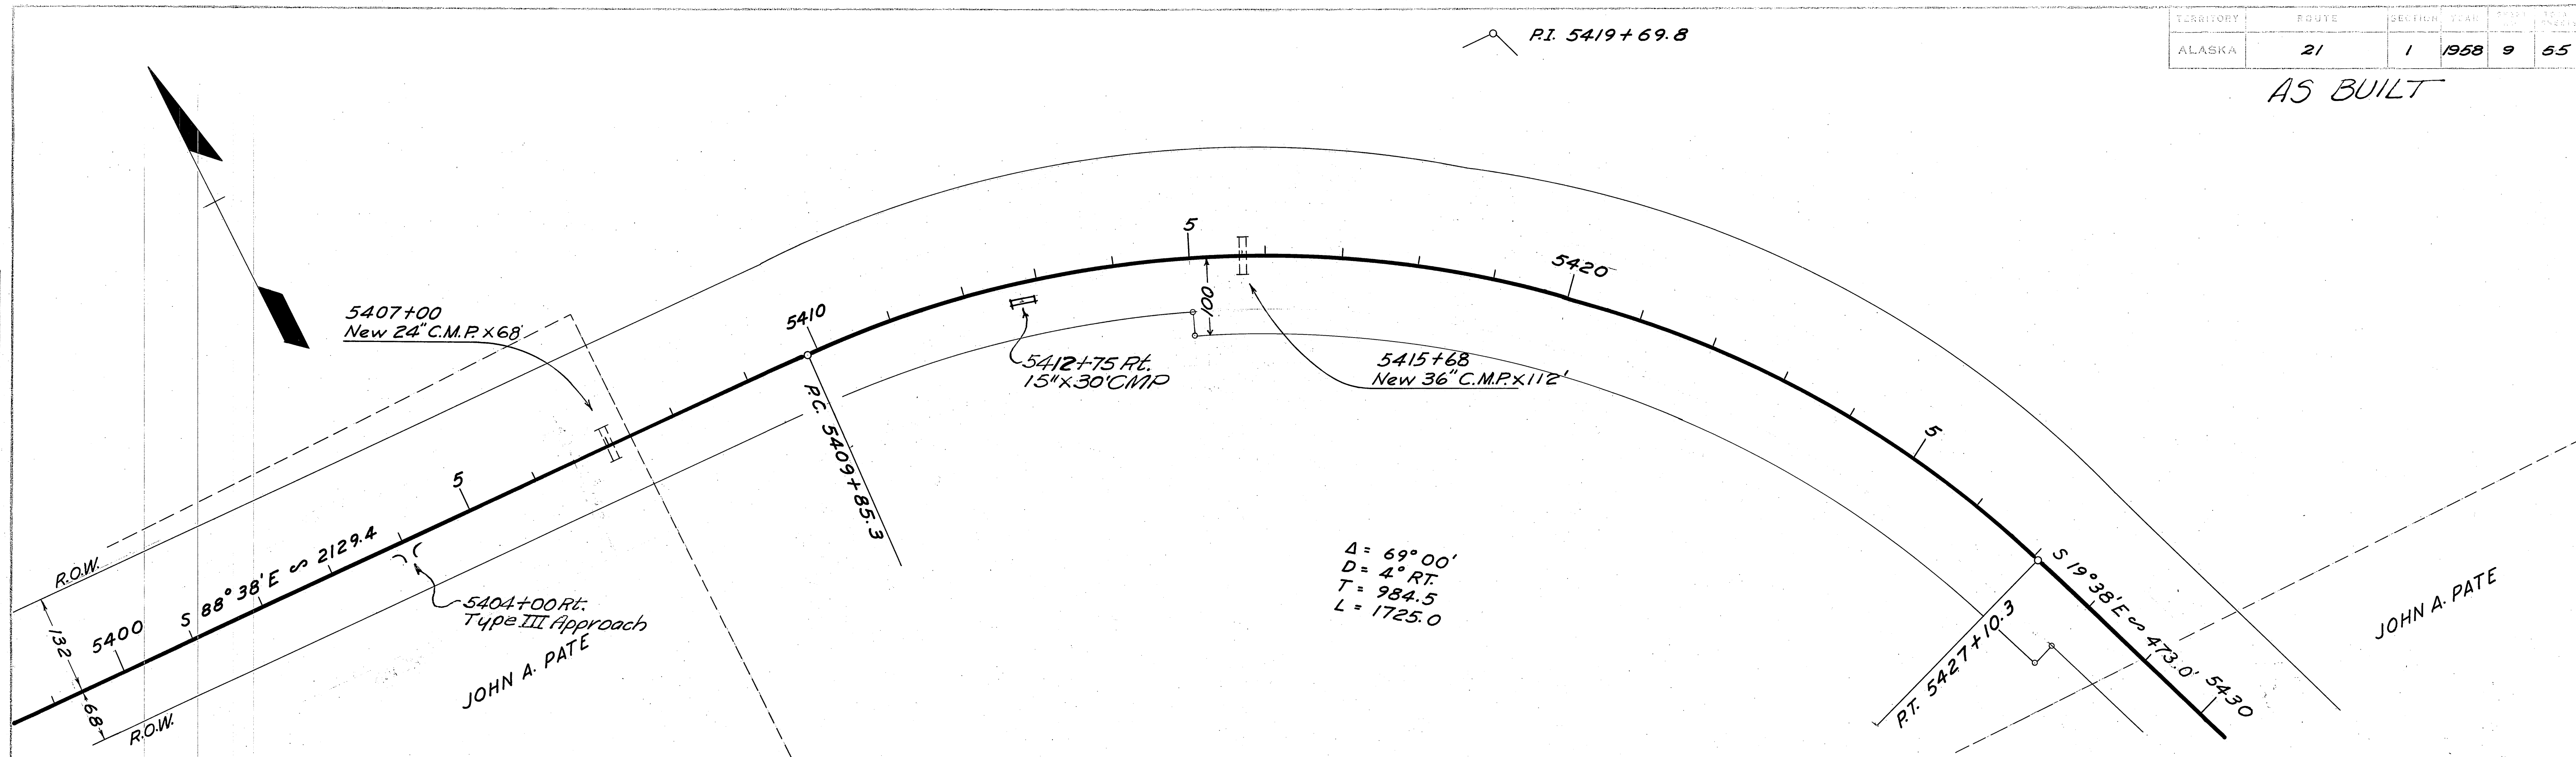 P.I. 5419+69.8
TERRITORY ROUTE SECTION YEAR
ALASKA 21 1 1958 9 65
AS BUILT
5
5420
5407+00
New 24" C.M.P. x 68'
5410
100
5412+75 Rt.
15"x30' CMP
5415+68
New 36" C.M.P. x 112'
P.C. 5409+85.3
5
5
R.O.W.
S 88° 38' E ∽ 2129.4
5404+00 Rt.
Type III Approach
JOHN A. PATE
5400
132
68
R.O.W.
Δ = 69° 00'
D = 4° RT.
T = 984.5
L = 1725.0
S 19° 38' E ∽ 473.0'
5430
P.T. 5427+10.3
JOHN A. PATE